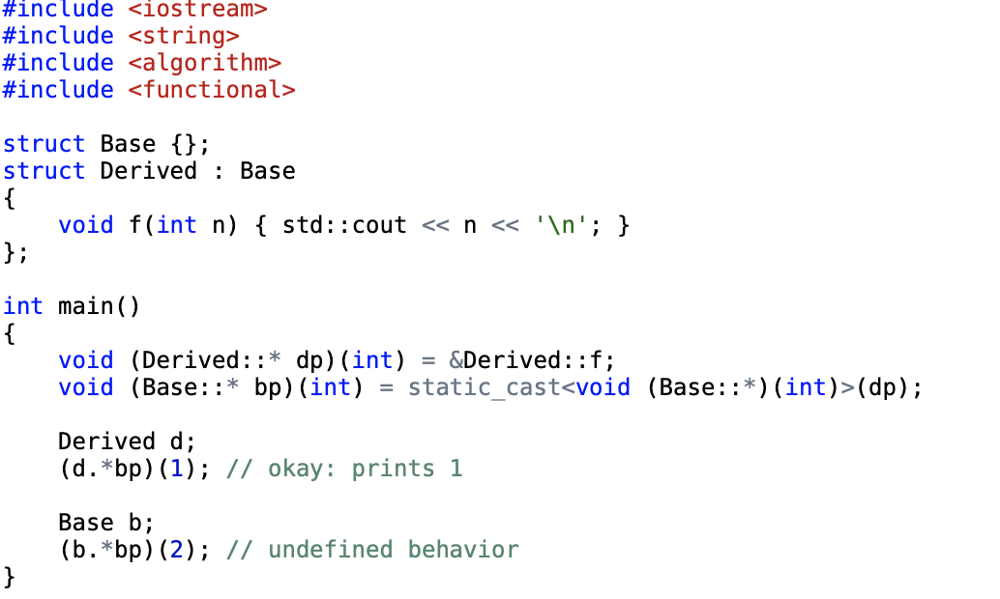 #include <iostream>
#include <string>
#include <algorithm>
#include <functional>

struct Base {};
struct Derived : Base
{
    void f(int n) { std::cout << n << '\n'; }
};

int main()
{
    void (Derived::* dp)(int) = &Derived::f;
    void (Base::* bp)(int) = static_cast<void (Base::*)(int)>(dp);

    Derived d;
    (d.*bp)(1); // okay: prints 1

    Base b;
    (b.*bp)(2); // undefined behavior
}